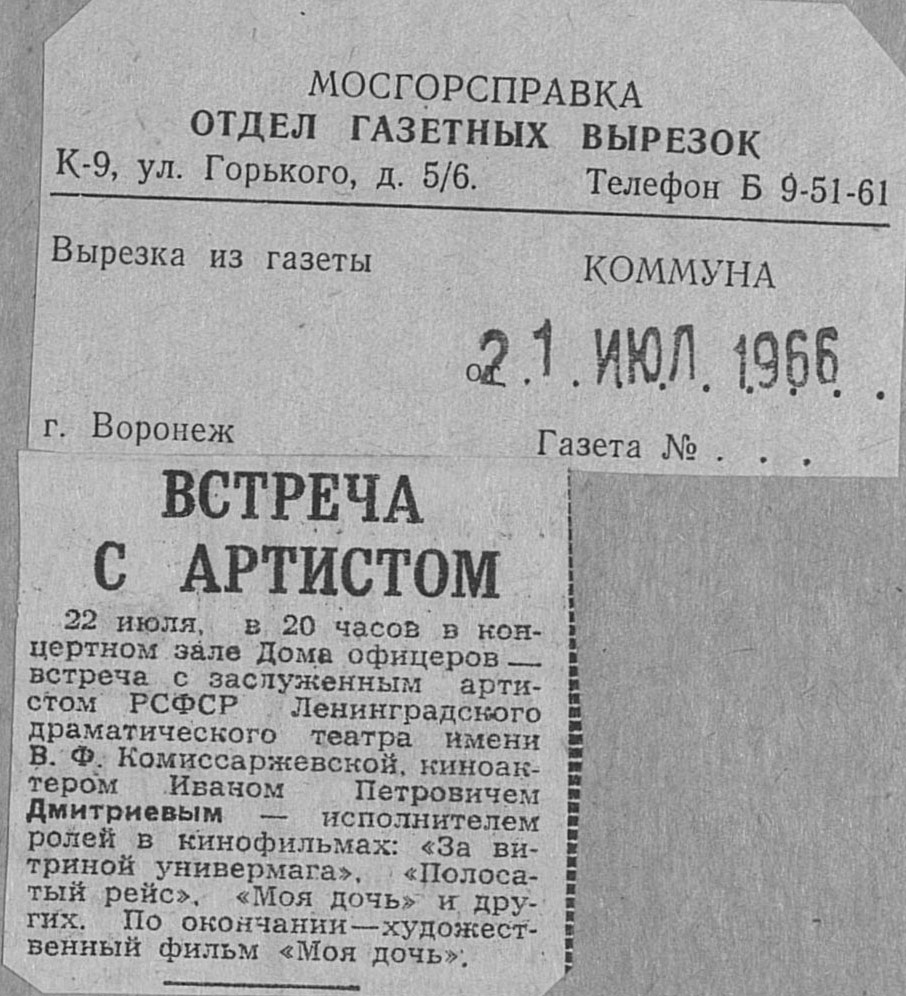 МОСГОРСПРАВКА
ОТДЕЛ ГАЗЕТНЫХ ВЫРЕЗОК
К-9, ул. Горького, д. 5/6. Телефон Б 9-51-61
Вырезка из газеты КОММУНА
от 21 ИЮЛ. 1966
г. Воронеж Газета № . . .
ВСТРЕЧА
С АРТИСТОМ
22 июля, в 20 часов в кон-
цертном зале Дома офицеров —
встреча с заслуженным арти-
стом РСФСР Ленинградского
драматического театра имени
В. Ф. Комиссаржевской, киноак-
тером Иваном Петровичем
Дмитриевым — исполнителем
ролей в кинофильмах: «За ви-
триной универмага», «Полоса-
тый рейс», «Моя дочь» и дру-
гих. По окончании—художест-
венный фильм «Моя дочь».